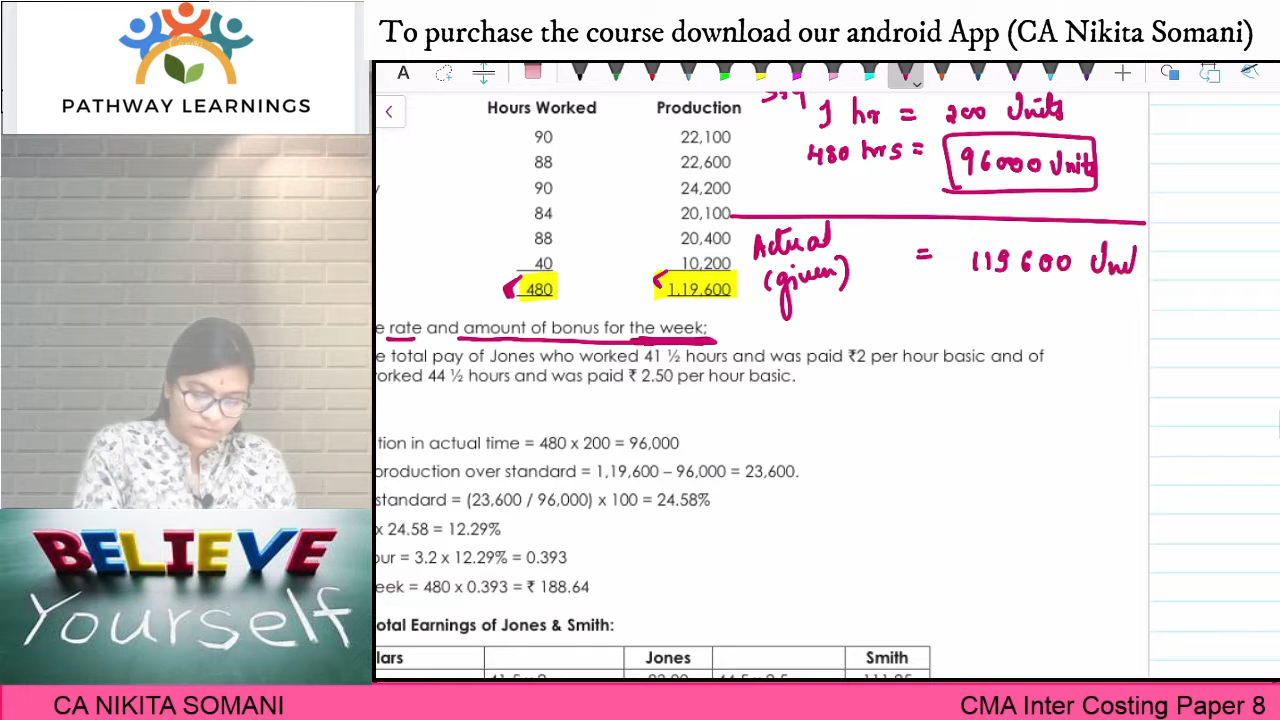 To purchase the course download our android App (CA Nikita Somani)
PATHWAY LEARNINGS
A
Hours Worked Production
90 22,100
88 22,600
90 24,200
84 20,100
88 20,400
40 10,200
480 1,19,600
1 hr = 200 Units
480 hrs = 96000 Units
Actual (given) = 119600 Unit
e rate and amount of bonus for the week;
e total pay of Jones who worked 41 ½ hours and was paid ₹2 per hour basic and of
orked 44 ½ hours and was paid ₹ 2.50 per hour basic.
tion in actual time = 480 x 200 = 96,000
production over standard = 1,19,600 – 96,000 = 23,600.
standard = (23,600 / 96,000) x 100 = 24.58%
x 24.58 = 12.29%
our = 3.2 x 12.29% = 0.393
eek = 480 x 0.393 = ₹ 188.64
otal Earnings of Jones & Smith:
lars Jones Smith
BELIEVE
Yourself
CA NIKITA SOMANI
CMA Inter Costing Paper 8